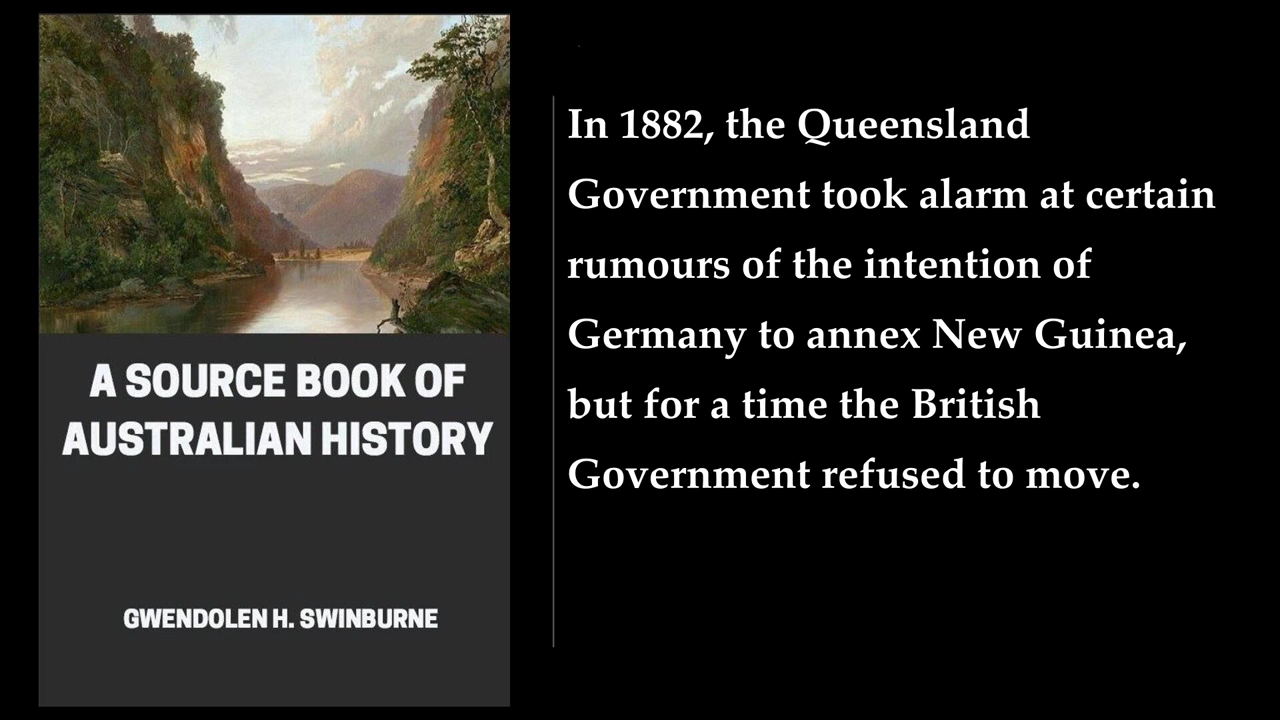 A SOURCE BOOK OF
AUSTRALIAN HISTORY
GWENDOLEN H. SWINBURNE
In 1882, the Queensland
Government took alarm at certain
rumours of the intention of
Germany to annex New Guinea,
but for a time the British
Government refused to move.